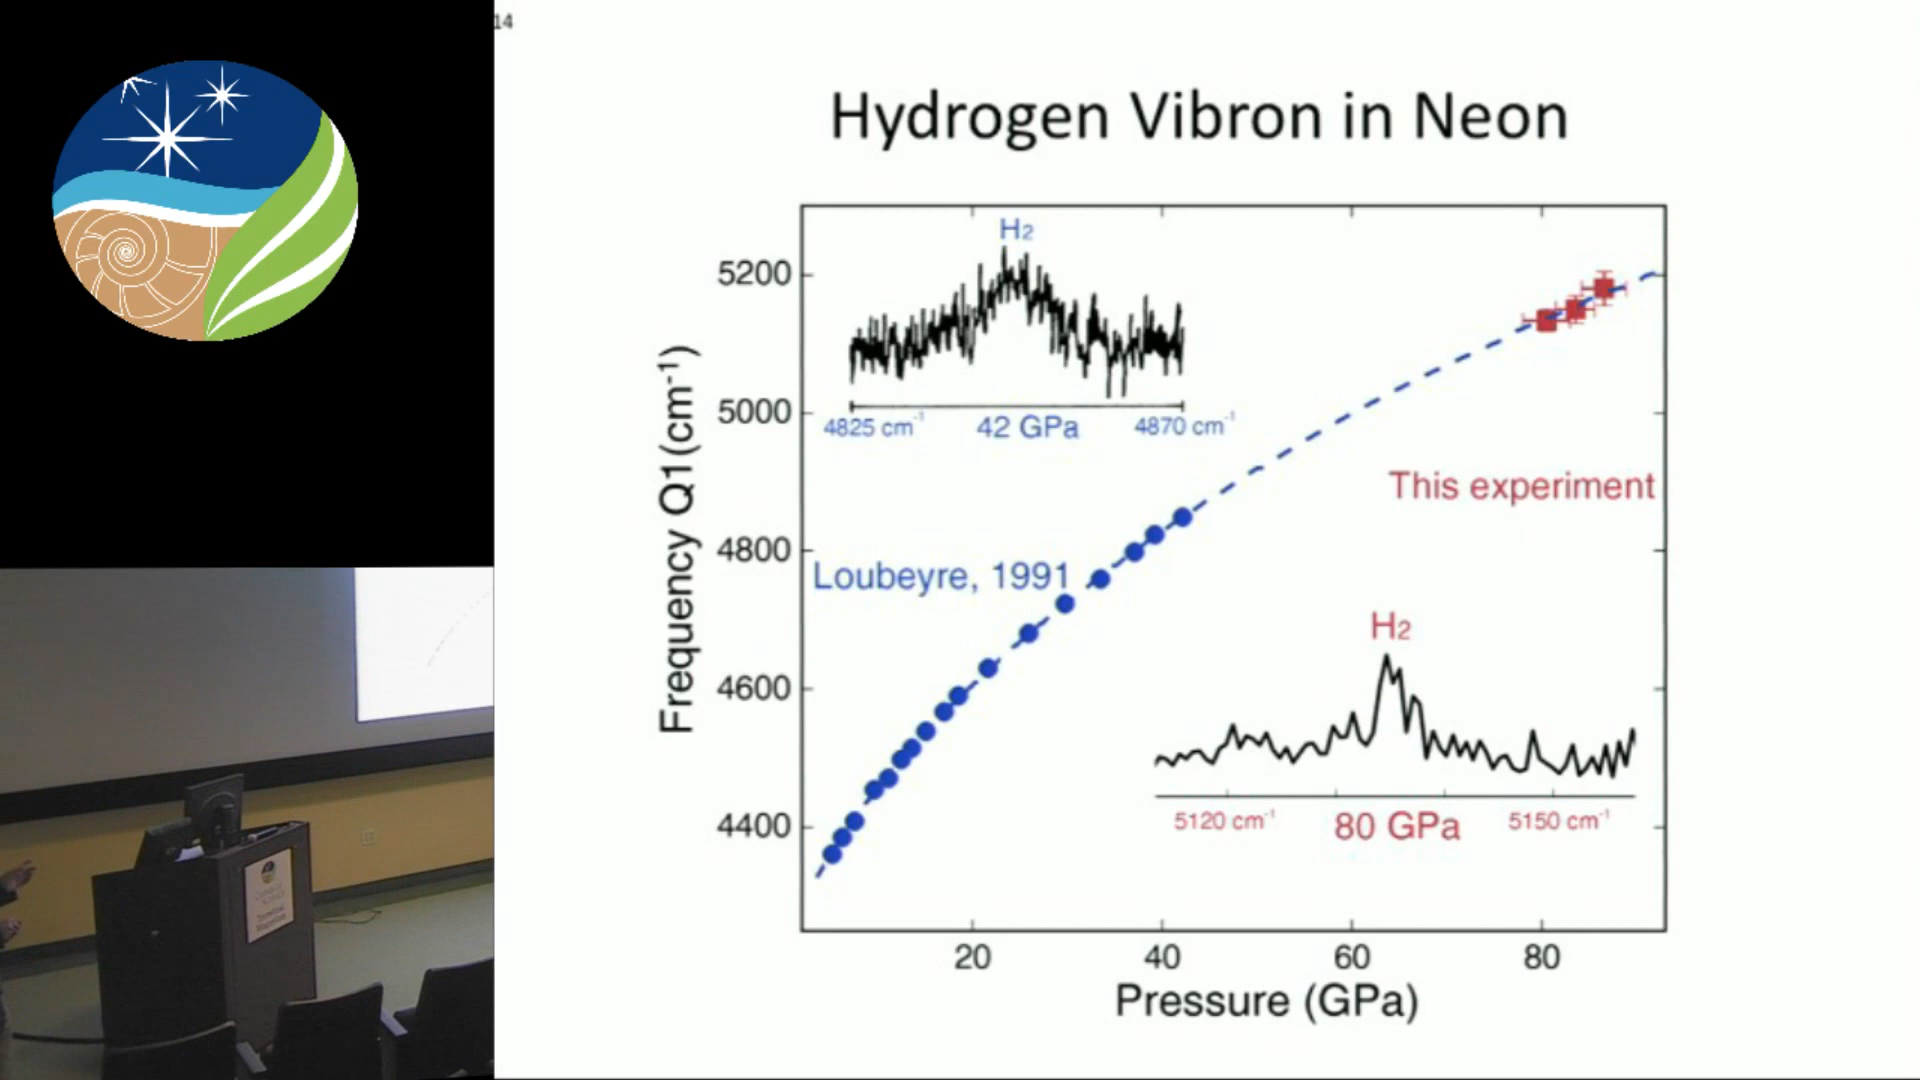 14
Hydrogen Vibron in Neon
H2
5200
5000
4800
4600
4400
Frequency Q1(cm-1)
4825 cm-1
42 GPa
4870 cm-1
This experiment
Loubeyre, 1991
H2
5120 cm-1
80 GPa
5150 cm-1
20
40
60
80
Pressure (GPa)